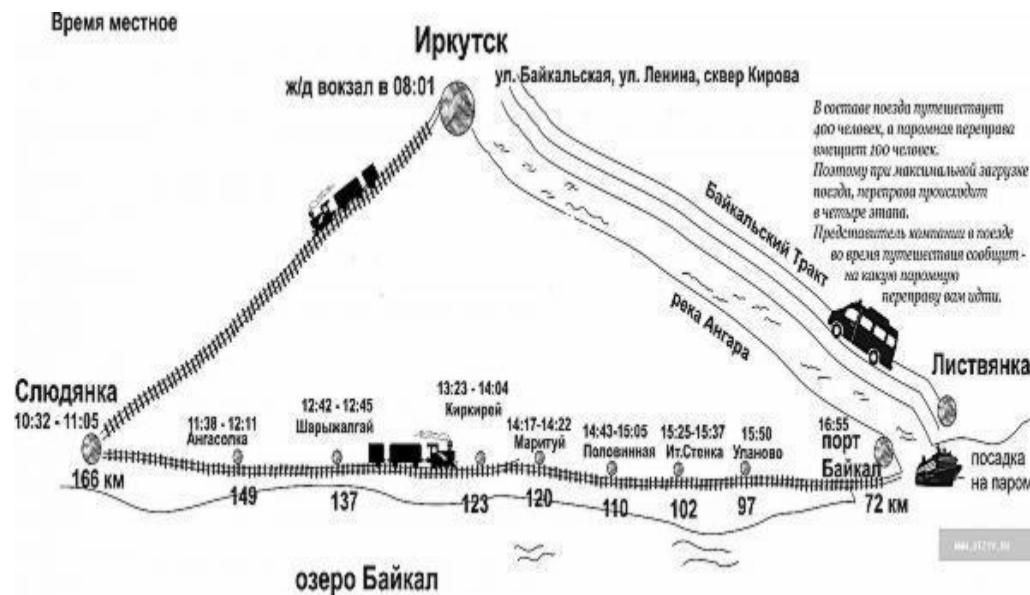 Время местное
Иркутск
ж/д вокзал в 08:01
ул. Байкальская, ул. Ленина, сквер Кирова
В составе поезда путешествует
400 человек, а паромная переправа
вмещает 100 человек.
Поэтому при максимальной загрузке
поезда, переправа происходит
в четыре этапа.
Представитель компании в поезде
во время путешествия сообщит -
на какую паромную
переправу вам идти.
Байкальский Тракт
река Ангара
Листвянка
Слюдянка
10:32 - 11:05
166 км
11:38 - 12:11
Ангасолка
149
12:42 - 12:45
Шарыжалгай
137
13:23 - 14:04
Киркирей
123
14:17-14:22
Маритуй
120
14:43-15:05
Половинная
110
15:25-15:37
Ит.Стенка
102
15:50
Уланово
97
16:55
порт
Байкал
72 км
посадка
на паром
озеро Байкал